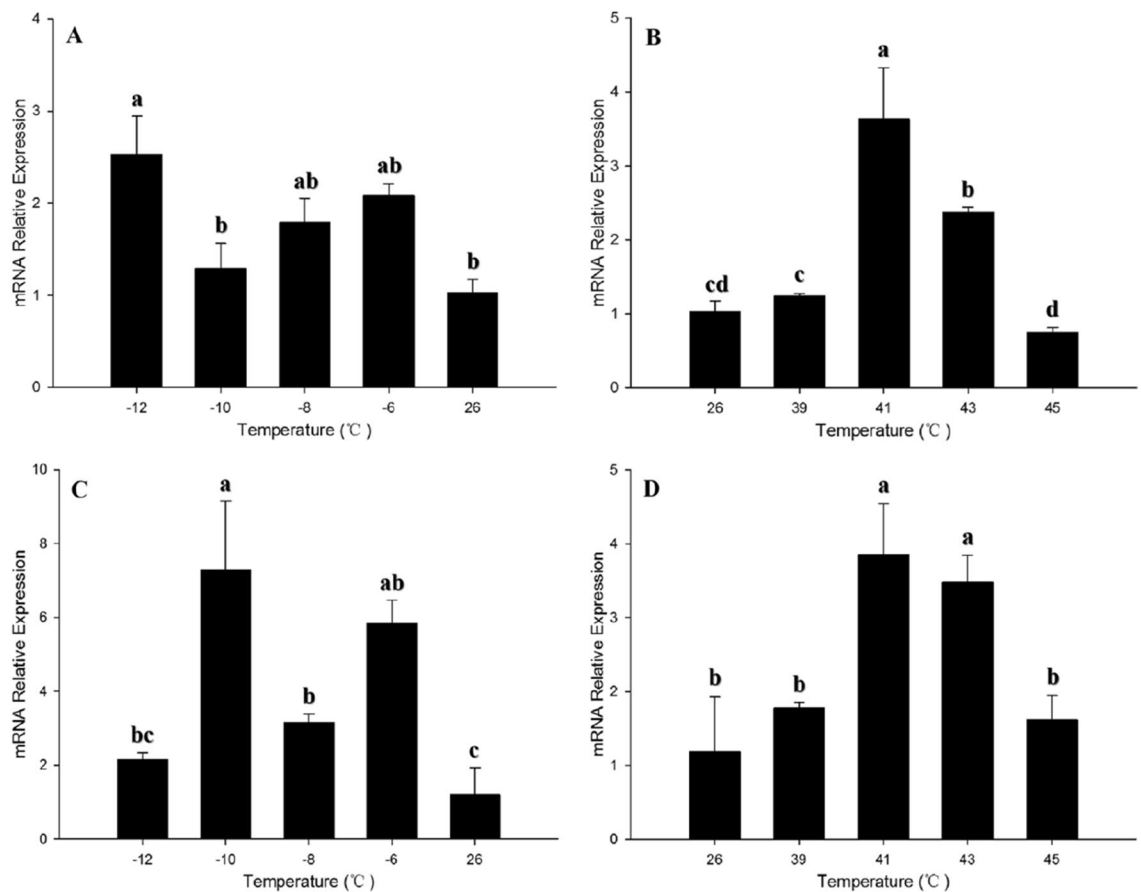 A
mRNA Relative Expression
4
3
2
1
0
a
b
ab
ab
b
-12 -10 -8 -6 26
Temperature (℃)
B
mRNA Relative Expression
5
4
3
2
1
0
cd
c
a
b
d
26 39 41 43 45
Temperature (℃)
C
mRNA Relative Expression
10
8
6
4
2
0
bc
a
b
ab
c
-12 -10 -8 -6 26
Temperature (℃)
D
mRNA Relative Expression
5
4
3
2
1
0
b
b
a
a
b
26 39 41 43 45
Temperature (℃)